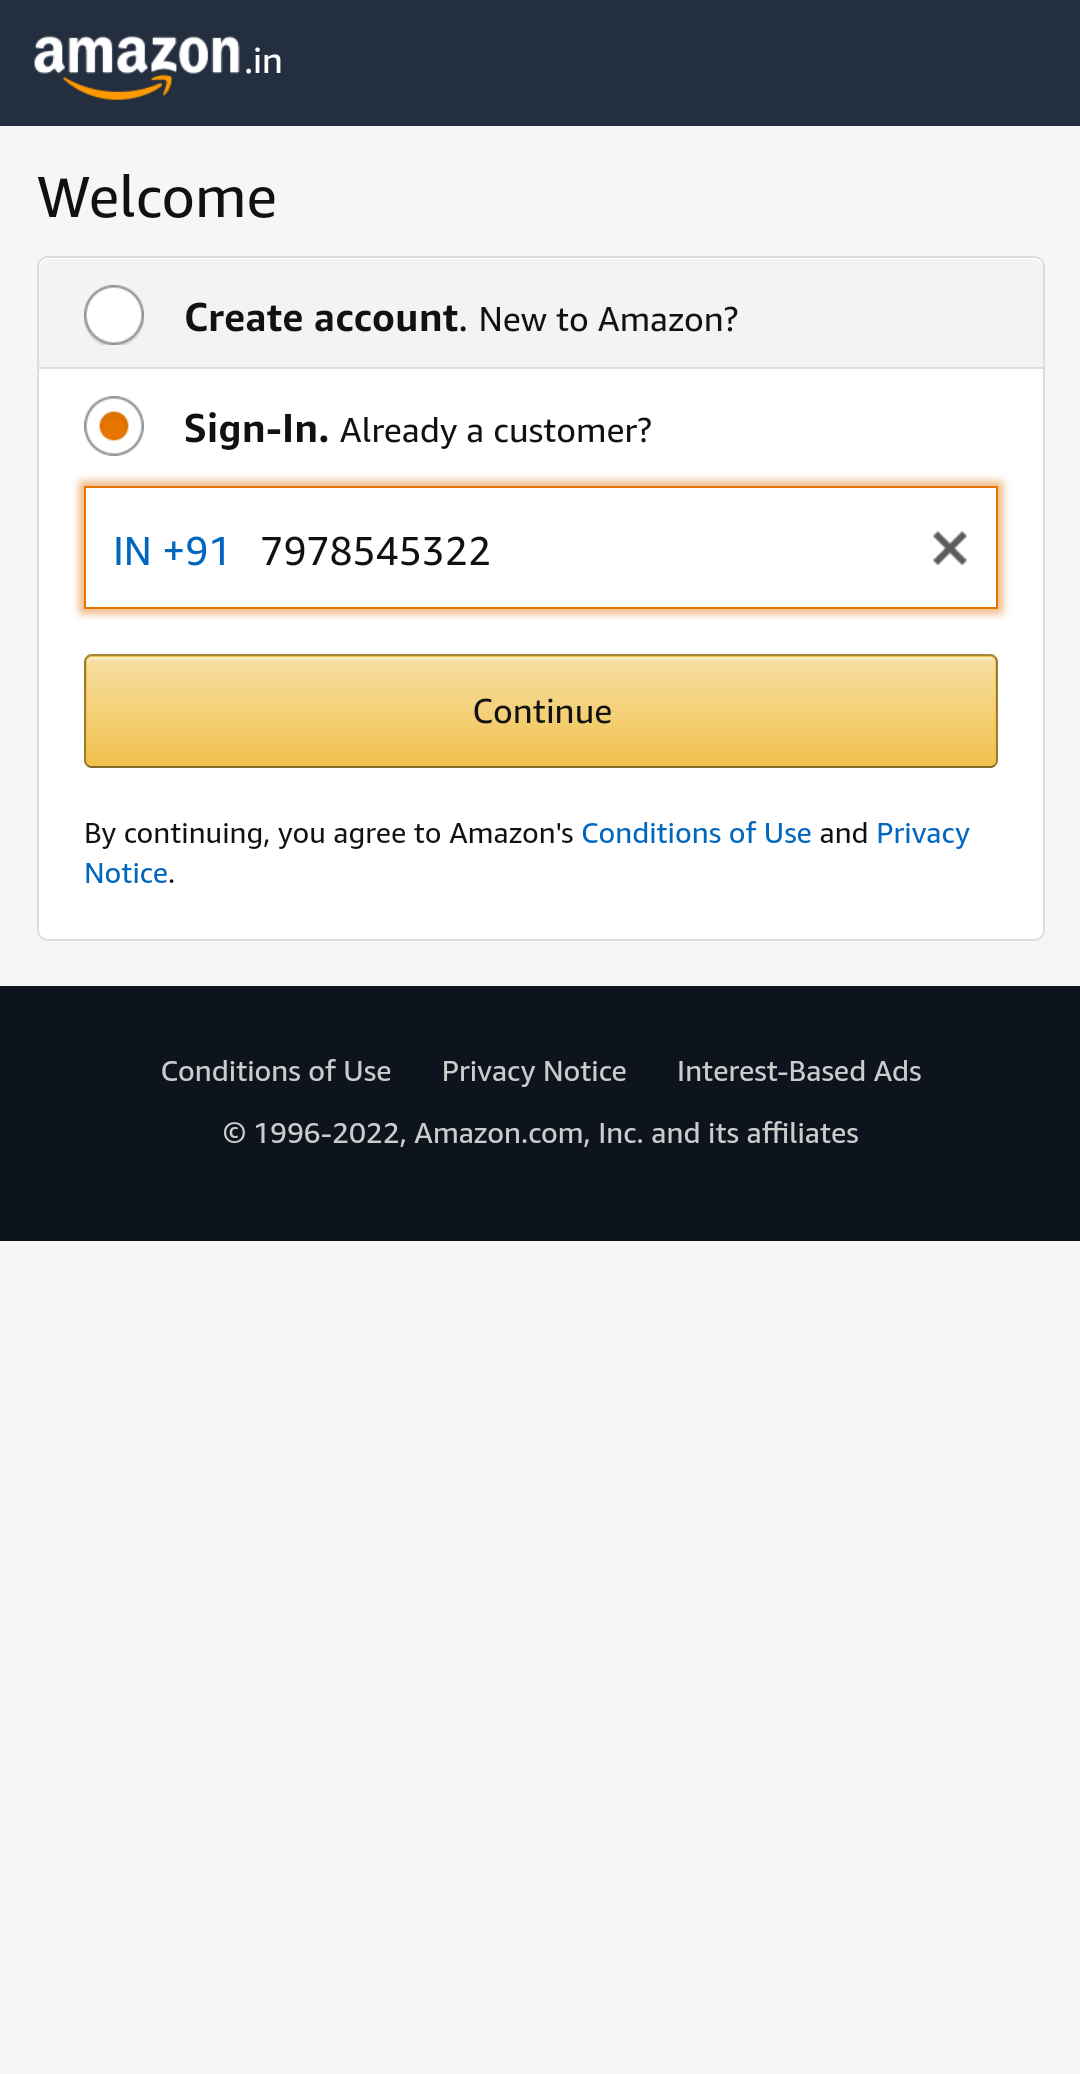 amazon.in
Welcome
Create account. New to Amazon?
Sign-In. Already a customer?
IN +91 7978545322
Continue
By continuing, you agree to Amazon's Conditions of Use and Privacy
Notice.
Conditions of Use Privacy Notice Interest-Based Ads
© 1996-2022, Amazon.com, Inc. and its affiliates